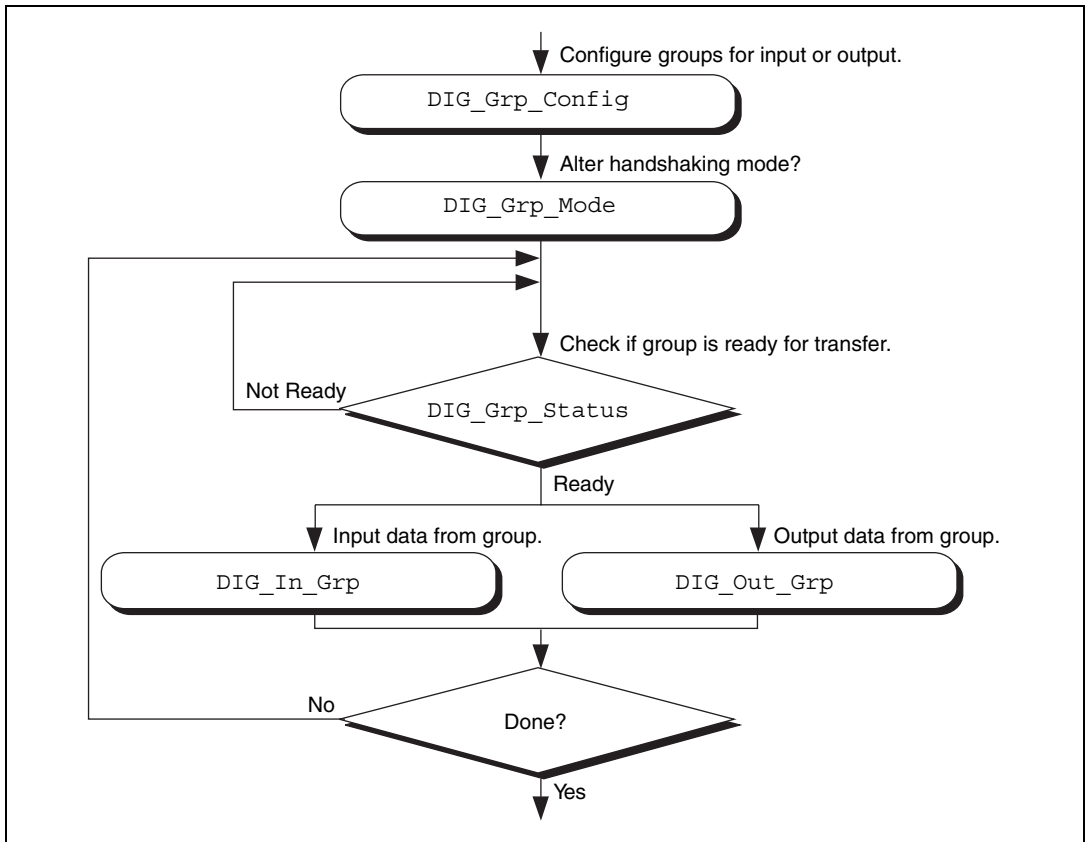 Configure groups for input or output.
DIG_Grp_Config
Alter handshaking mode?
DIG_Grp_Mode
Check if group is ready for transfer.
Not Ready
DIG_Grp_Status
Ready
Input data from group.
Output data from group.
DIG_In_Grp
DIG_Out_Grp
No
Done?
Yes